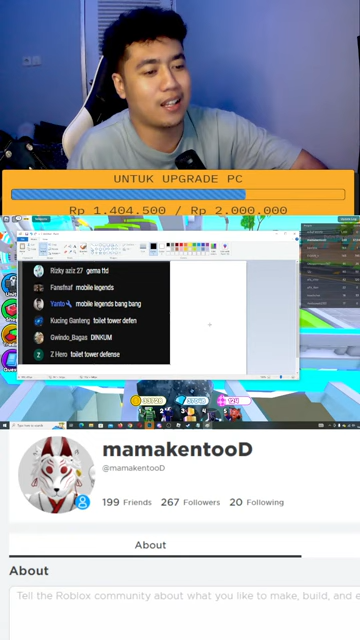 UNTUK UPGRADE PC
Rp 1.404.500 / Rp 2.000.000
Rizky aziz 27 gema ttd
Fansfnaf mobile legends
Yanto mobile legends bang bang
Kucing Ganteng toilet tower defen
Gwindo_Bagas DINKUM
Z Hero toilet tower defense
mamakentooD
@mamakentooD
199 Friends 267 Followers 20 Following
About
About
Tell the Roblox community about what you like to make, build, and e